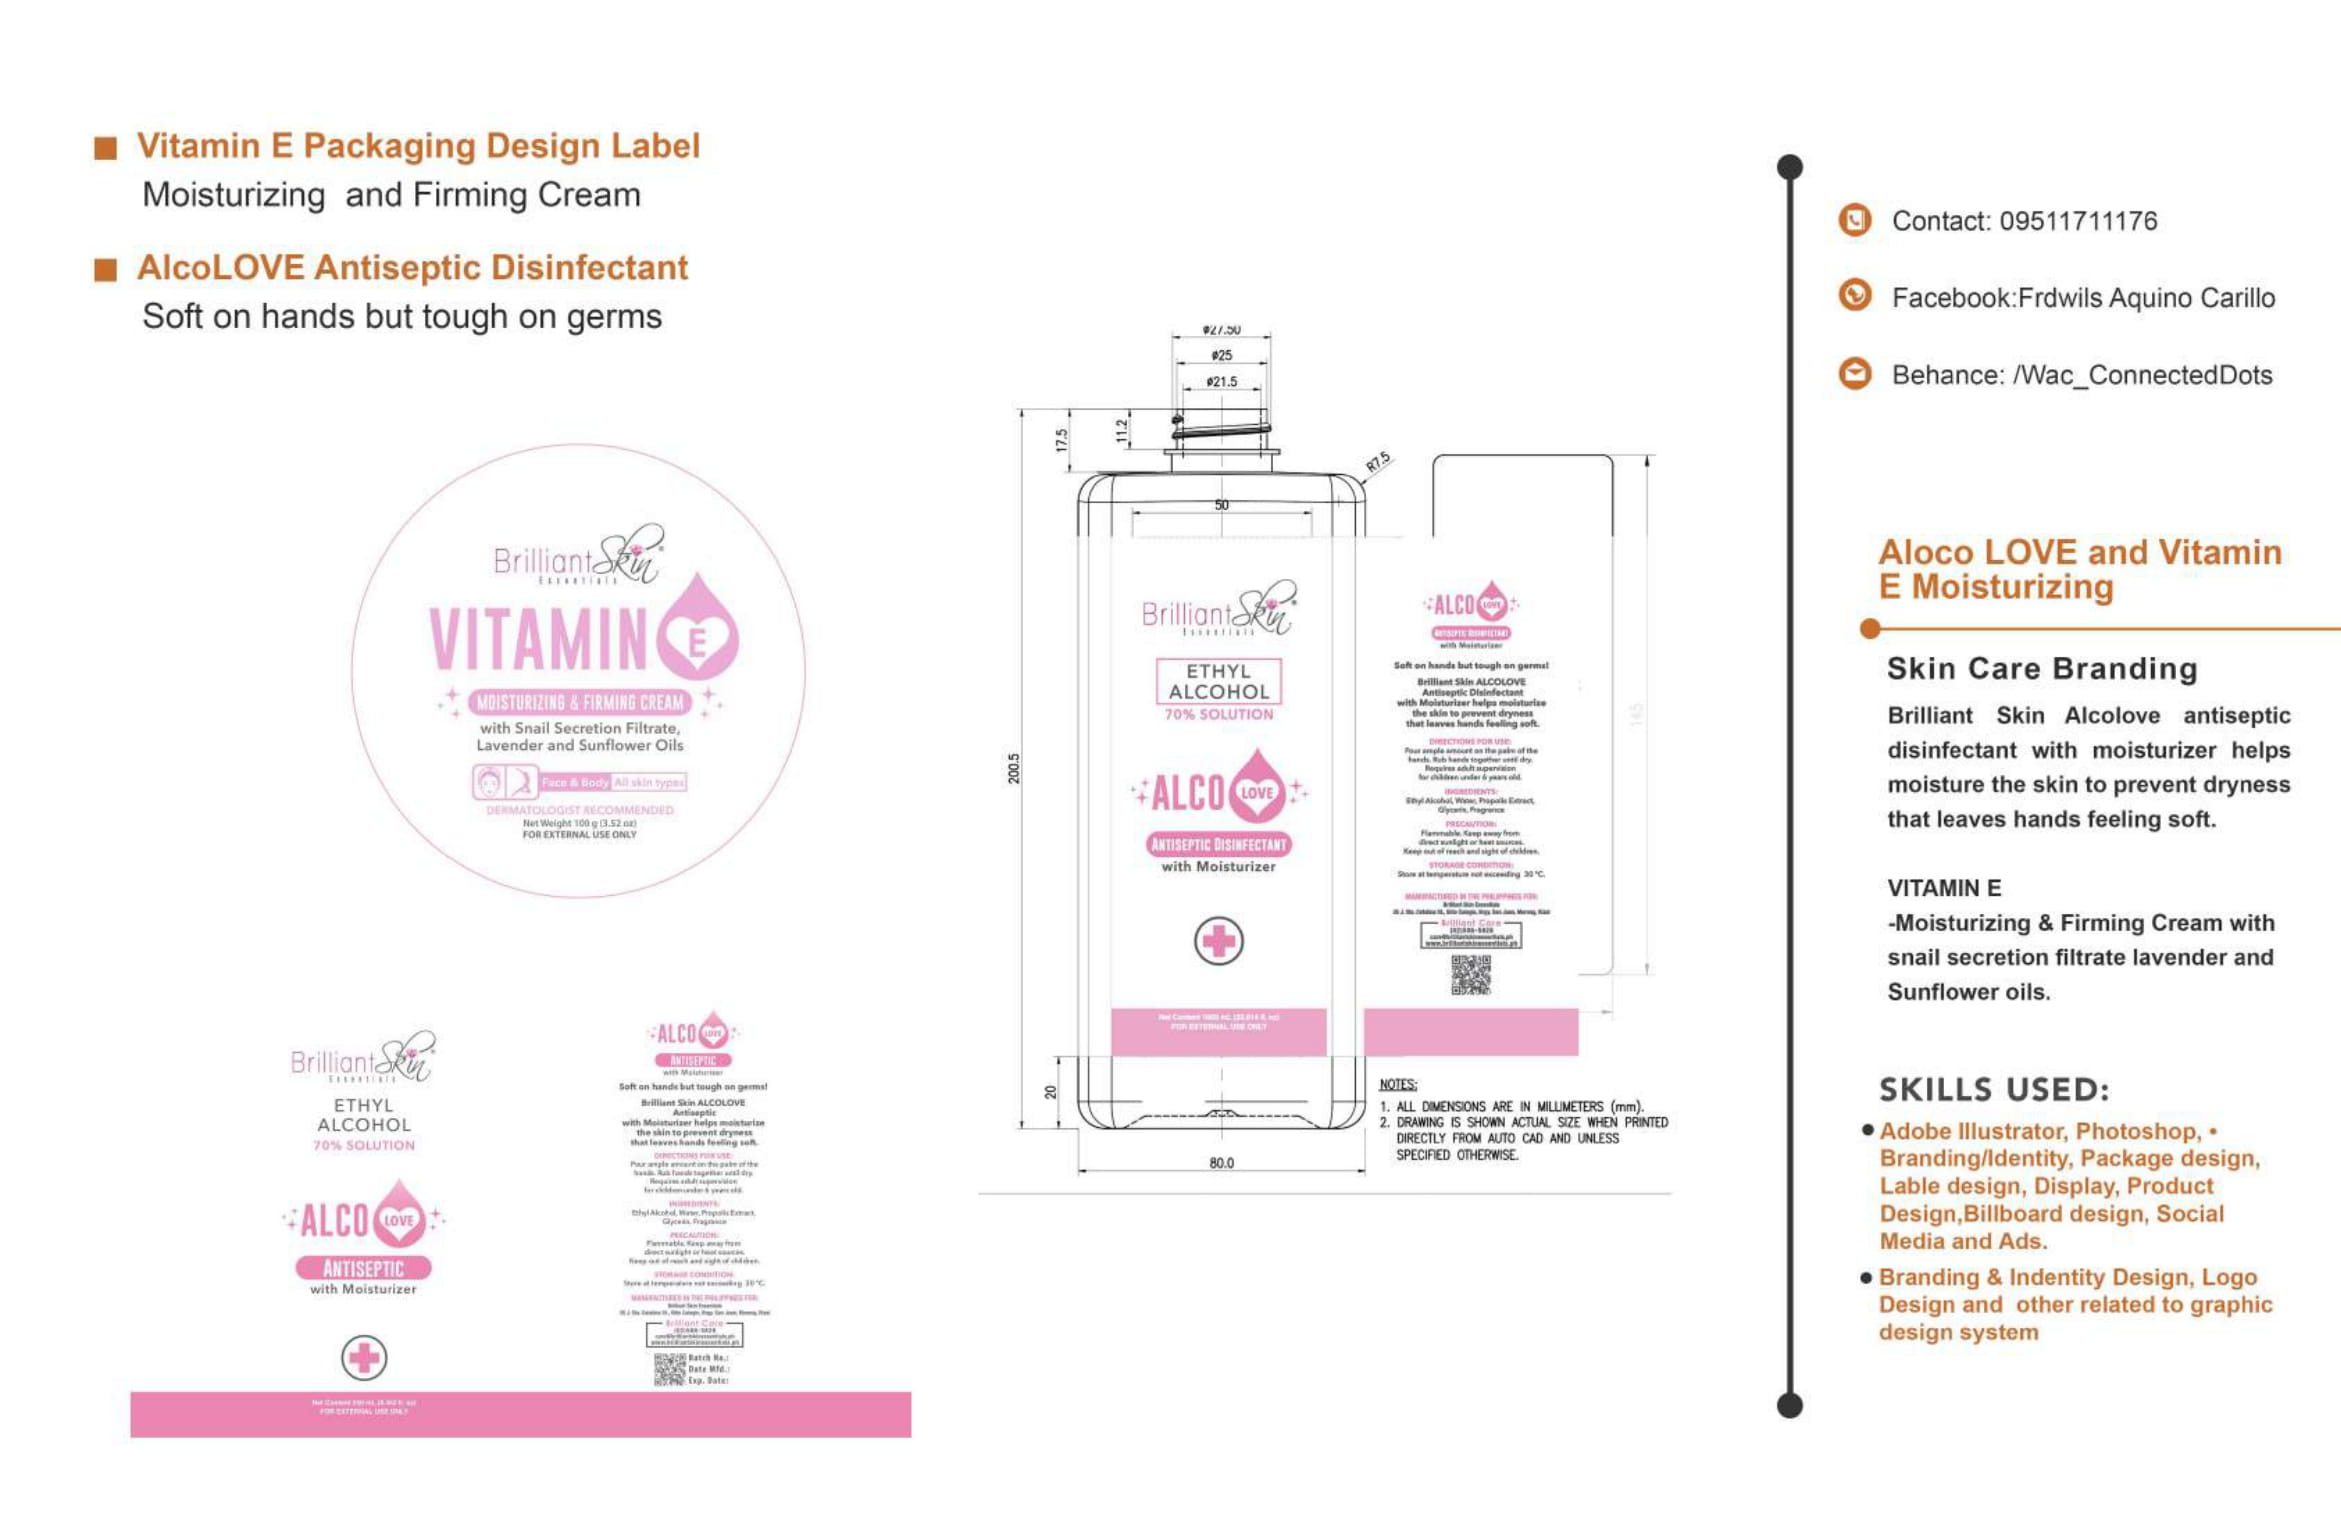 Vitamin E Packaging Design Label
Moisturizing and Firming Cream
AlcoLOVE Antiseptic Disinfectant
Soft on hands but tough on germs
BrilliantSkin®
Essentials
VITAMIN E
MOISTURIZING & FIRMING CREAM
with Snail Secretion Filtrate,
Lavender and Sunflower Oils
Face & Body All skin types
DERMATOLOGIST RECOMMENDED
Net Weight 100 g (3.52 oz)
FOR EXTERNAL USE ONLY
BrilliantSkin®
Essentials
ETHYL
ALCOHOL
70% SOLUTION
ALCO LOVE
ANTISEPTIC
with Moisturizer
FOR EXTERNAL USE ONLY
ALCO LOVE
ANTISEPTIC
with Moisturizer
Soft on hands but tough on germs!
Brilliant Skin ALCOLOVE
Antiseptic
with Moisturizer helps moisturize
the skin to prevent dryness
that leaves hands feeling soft.
DIRECTIONS FOR USE:
Pour ample amount on the palm of the
hands. Rub hands together until dry.
Requires adult supervision
for children under 6 years old.
INGREDIENTS:
Ethyl Alcohol, Water, Propolis Extract,
Glycerin, Fragrance
PRECAUTION:
Flammable. Keep away from
direct sunlight or heat sources.
Keep out of reach and sight of children.
STORAGE CONDITION:
Store at temperature not exceeding 30 °C.
MANUFACTURED IN THE PHILIPPINES FOR:
Brilliant Skin Essentials
Brilliant Care
Batch No.:
Date Mfd.:
Exp. Date:
ø27.50
ø25
ø21.5
17.5
11.2
R7.5
50
200.5
145
20
80.0
BrilliantSkin®
Essentials
ETHYL
ALCOHOL
70% SOLUTION
ALCO LOVE
ANTISEPTIC DISINFECTANT
with Moisturizer
FOR EXTERNAL USE ONLY
ALCO LOVE
ANTISEPTIC DISINFECTANT
with Moisturizer
Soft on hands but tough on germs!
Brilliant Skin ALCOLOVE
Antiseptic Disinfectant
with Moisturizer helps moisturize
the skin to prevent dryness
that leaves hands feeling soft.
DIRECTIONS FOR USE:
Pour ample amount on the palm of the
hands. Rub hands together until dry.
Requires adult supervision
for children under 6 years old.
INGREDIENTS:
Ethyl Alcohol, Water, Propolis Extract,
Glycerin, Fragrance
PRECAUTION:
Flammable. Keep away from
direct sunlight or heat sources.
Keep out of reach and sight of children.
STORAGE CONDITION:
Store at temperature not exceeding 30 °C.
MANUFACTURED IN THE PHILIPPINES FOR:
Brilliant Skin Essentials
Brilliant Care
NOTES:
1. ALL DIMENSIONS ARE IN MILLIMETERS (mm).
2. DRAWING IS SHOWN ACTUAL SIZE WHEN PRINTED
DIRECTLY FROM AUTO CAD AND UNLESS
SPECIFIED OTHERWISE.
Contact: 09511711176
Facebook:Frdwils Aquino Carillo
Behance: /Wac_ConnectedDots
Aloco LOVE and Vitamin
E Moisturizing
Skin Care Branding
Brilliant Skin Alcolove antiseptic
disinfectant with moisturizer helps
moisture the skin to prevent dryness
that leaves hands feeling soft.
VITAMIN E
-Moisturizing & Firming Cream with
snail secretion filtrate lavender and
Sunflower oils.
SKILLS USED:
• Adobe Illustrator, Photoshop, •
Branding/Identity, Package design,
Lable design, Display, Product
Design,Billboard design, Social
Media and Ads.
• Branding & Indentity Design, Logo
Design and other related to graphic
design system